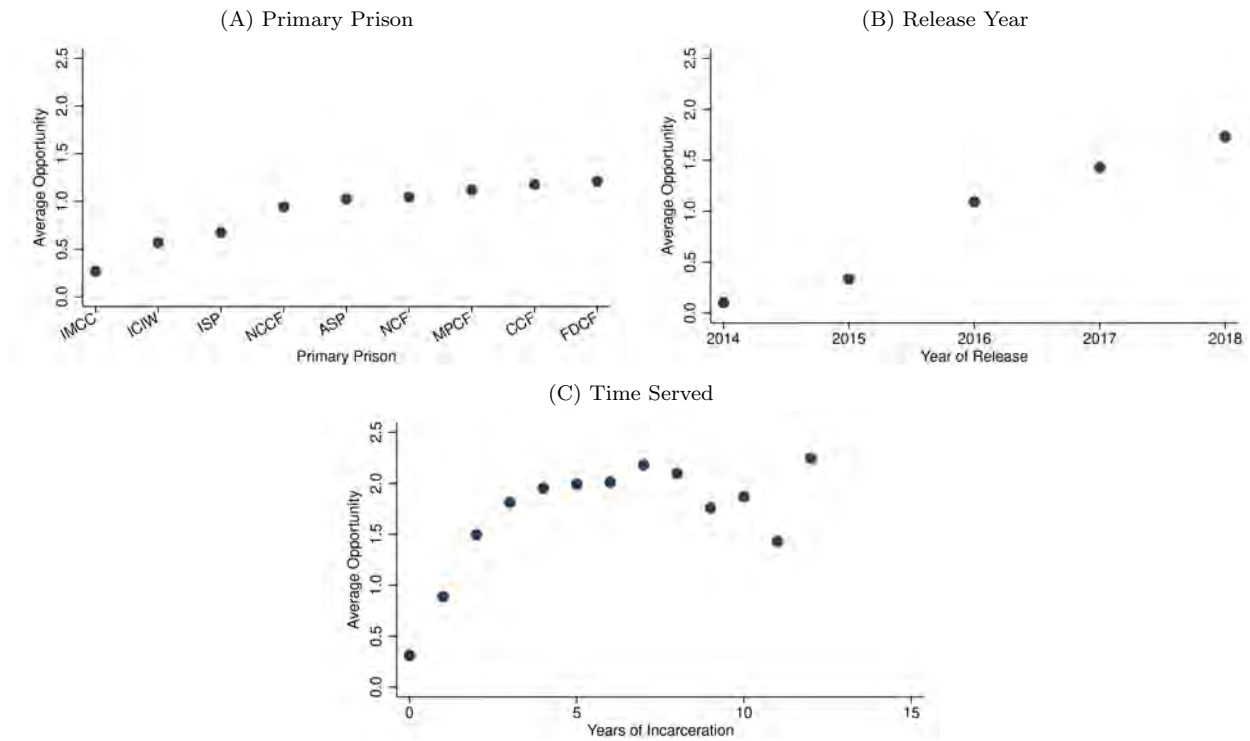 (A) Primary Prison
Average Opportunity
0.0 0.5 1.0 1.5 2.0 2.5
IMCC ICIW ISP NCCF ASP NCF MPCF CCF FDCF
Primary Prison
(B) Release Year
Average Opportunity
0.0 0.5 1.0 1.5 2.0 2.5
2014 2015 2016 2017 2018
Year of Release
(C) Time Served
Average Opportunity
0.0 0.5 1.0 1.5 2.0 2.5
0 5 10 15
Years of Incarceration